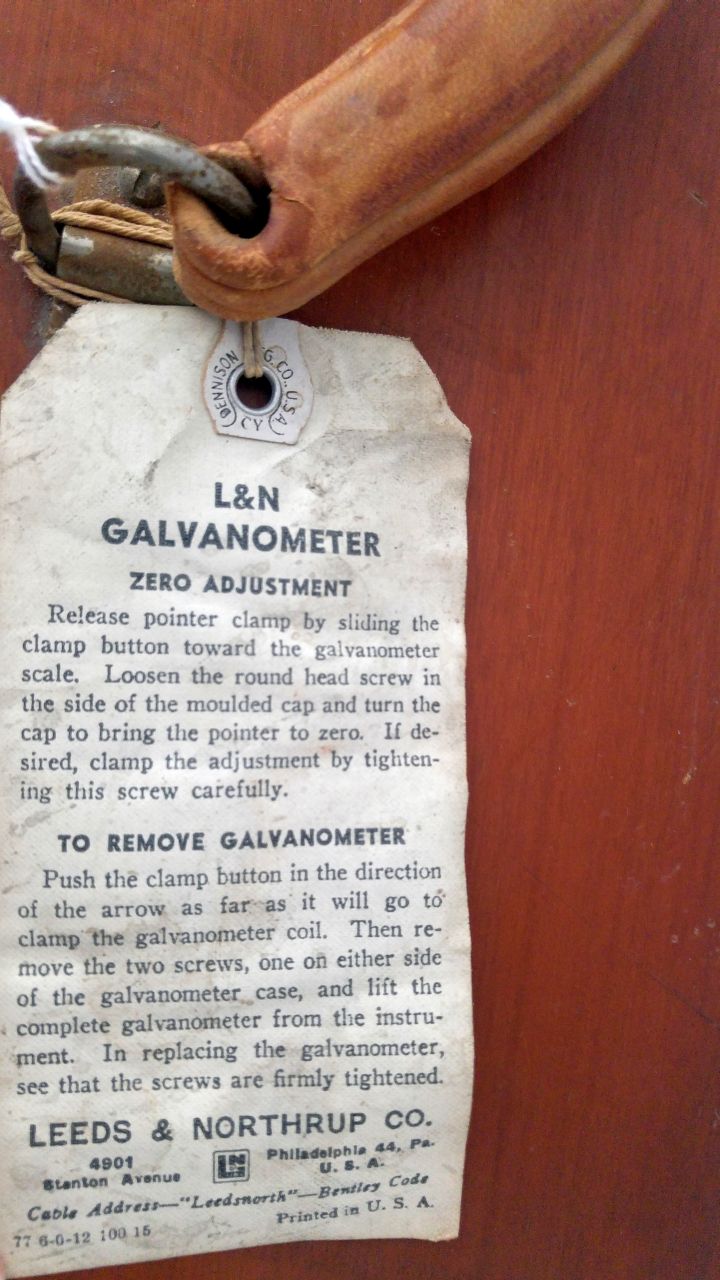 DENNISON MFG.CO., U.S.A.
(CY)
L&N
GALVANOMETER
ZERO ADJUSTMENT
Release pointer clamp by sliding the
clamp button toward the galvanometer
scale. Loosen the round head screw in
the side of the moulded cap and turn the
cap to bring the pointer to zero. If de-
sired, clamp the adjustment by tighten-
ing this screw carefully.
TO REMOVE GALVANOMETER
Push the clamp button in the direction
of the arrow as far as it will go to
clamp the galvanometer coil. Then re-
move the two screws, one on either side
of the galvanometer case, and lift the
complete galvanometer from the instru-
ment. In replacing the galvanometer,
see that the screws are firmly tightened.
LEEDS & NORTHRUP CO.
4901
Stanton Avenue
LN
Philadelphia 44, Pa.
U. S. A.
Cable Address—"Leedsnorth"—Bentley Code
77 6-0-12 100 15
Printed in U. S. A.